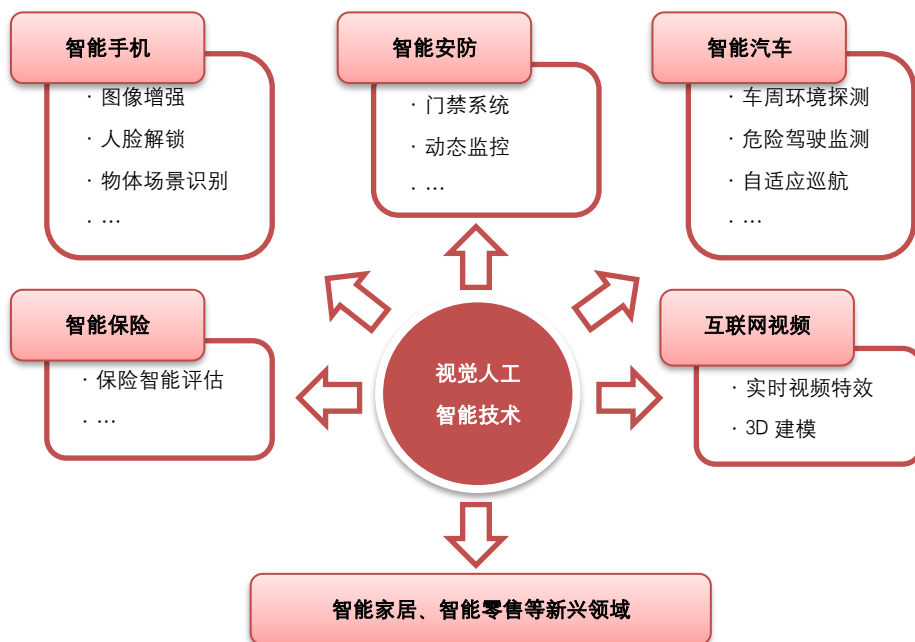 智能手机
· 图像增强
· 人脸解锁
· 物体场景识别
· …
智能安防
· 门禁系统
· 动态监控
· …
智能汽车
· 车周环境探测
· 危险驾驶监测
· 自适应巡航
· …
智能保险
· 保险智能评估
· …
视觉人工
智能技术
互联网视频
· 实时视频特效
· 3D 建模
智能家居、智能零售等新兴领域